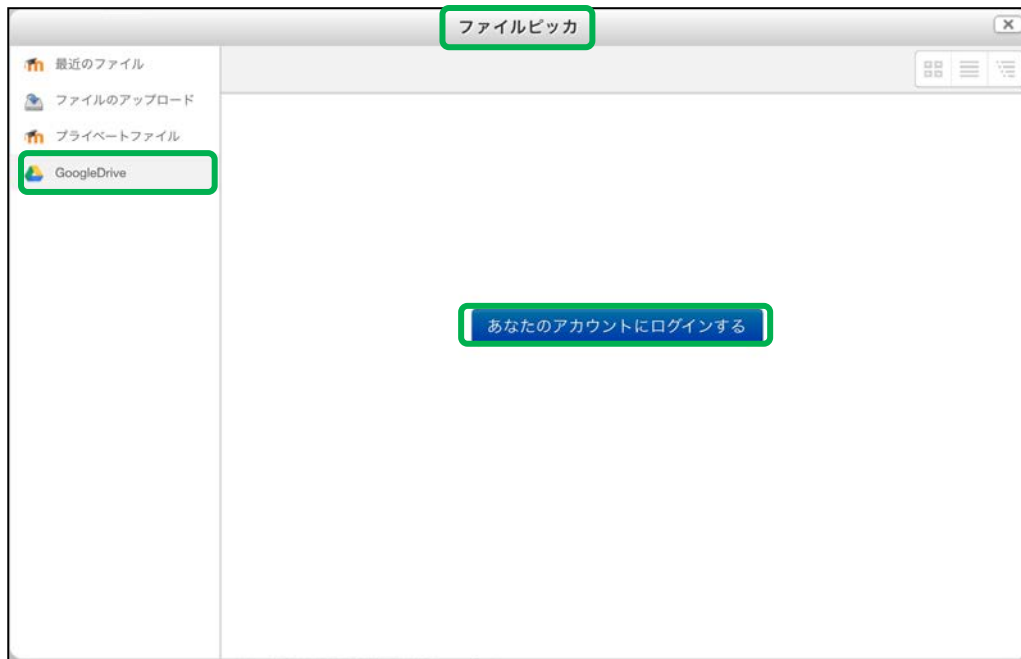 ファイルピッカ
最近のファイル
ファイルのアップロード
プライベートファイル
GoogleDrive
あなたのアカウントにログインする